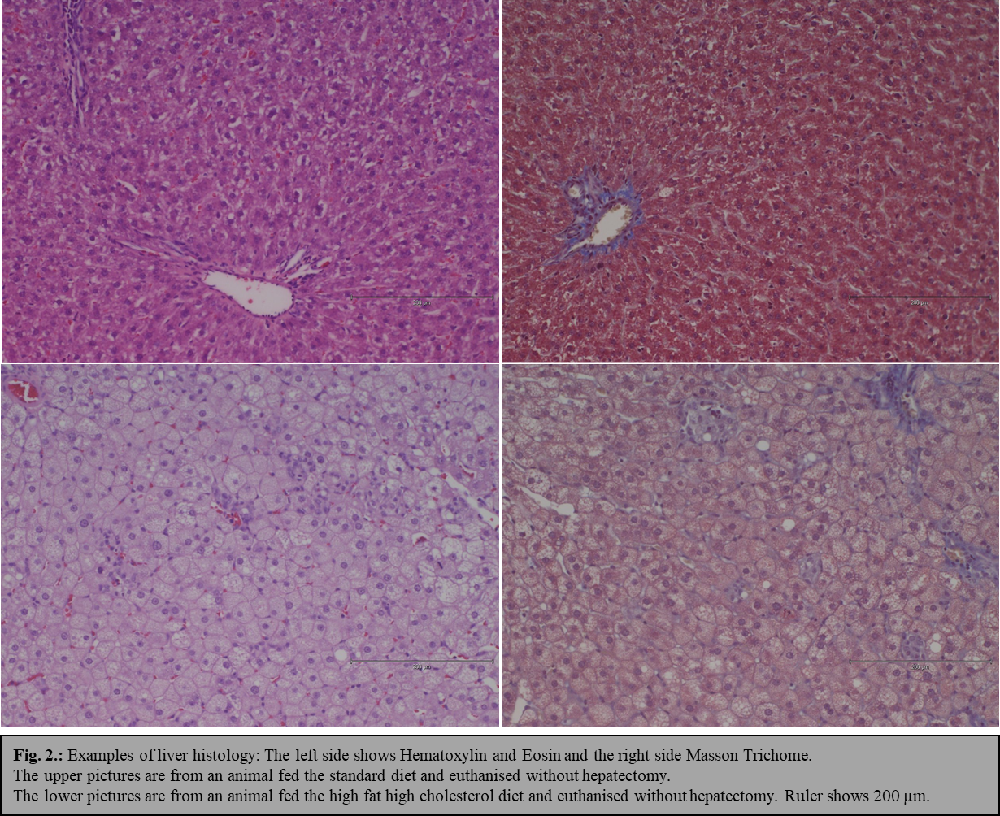 200 µm
200 µm
200 µm
200 µm
Fig. 2.: Examples of liver histology: The left side shows Hematoxylin and Eosin and the right side Masson Trichome.
The upper pictures are from an animal fed the standard diet and euthanised without hepatectomy.
The lower pictures are from an animal fed the high fat high cholesterol diet and euthanised without hepatectomy. Ruler shows 200 µm.